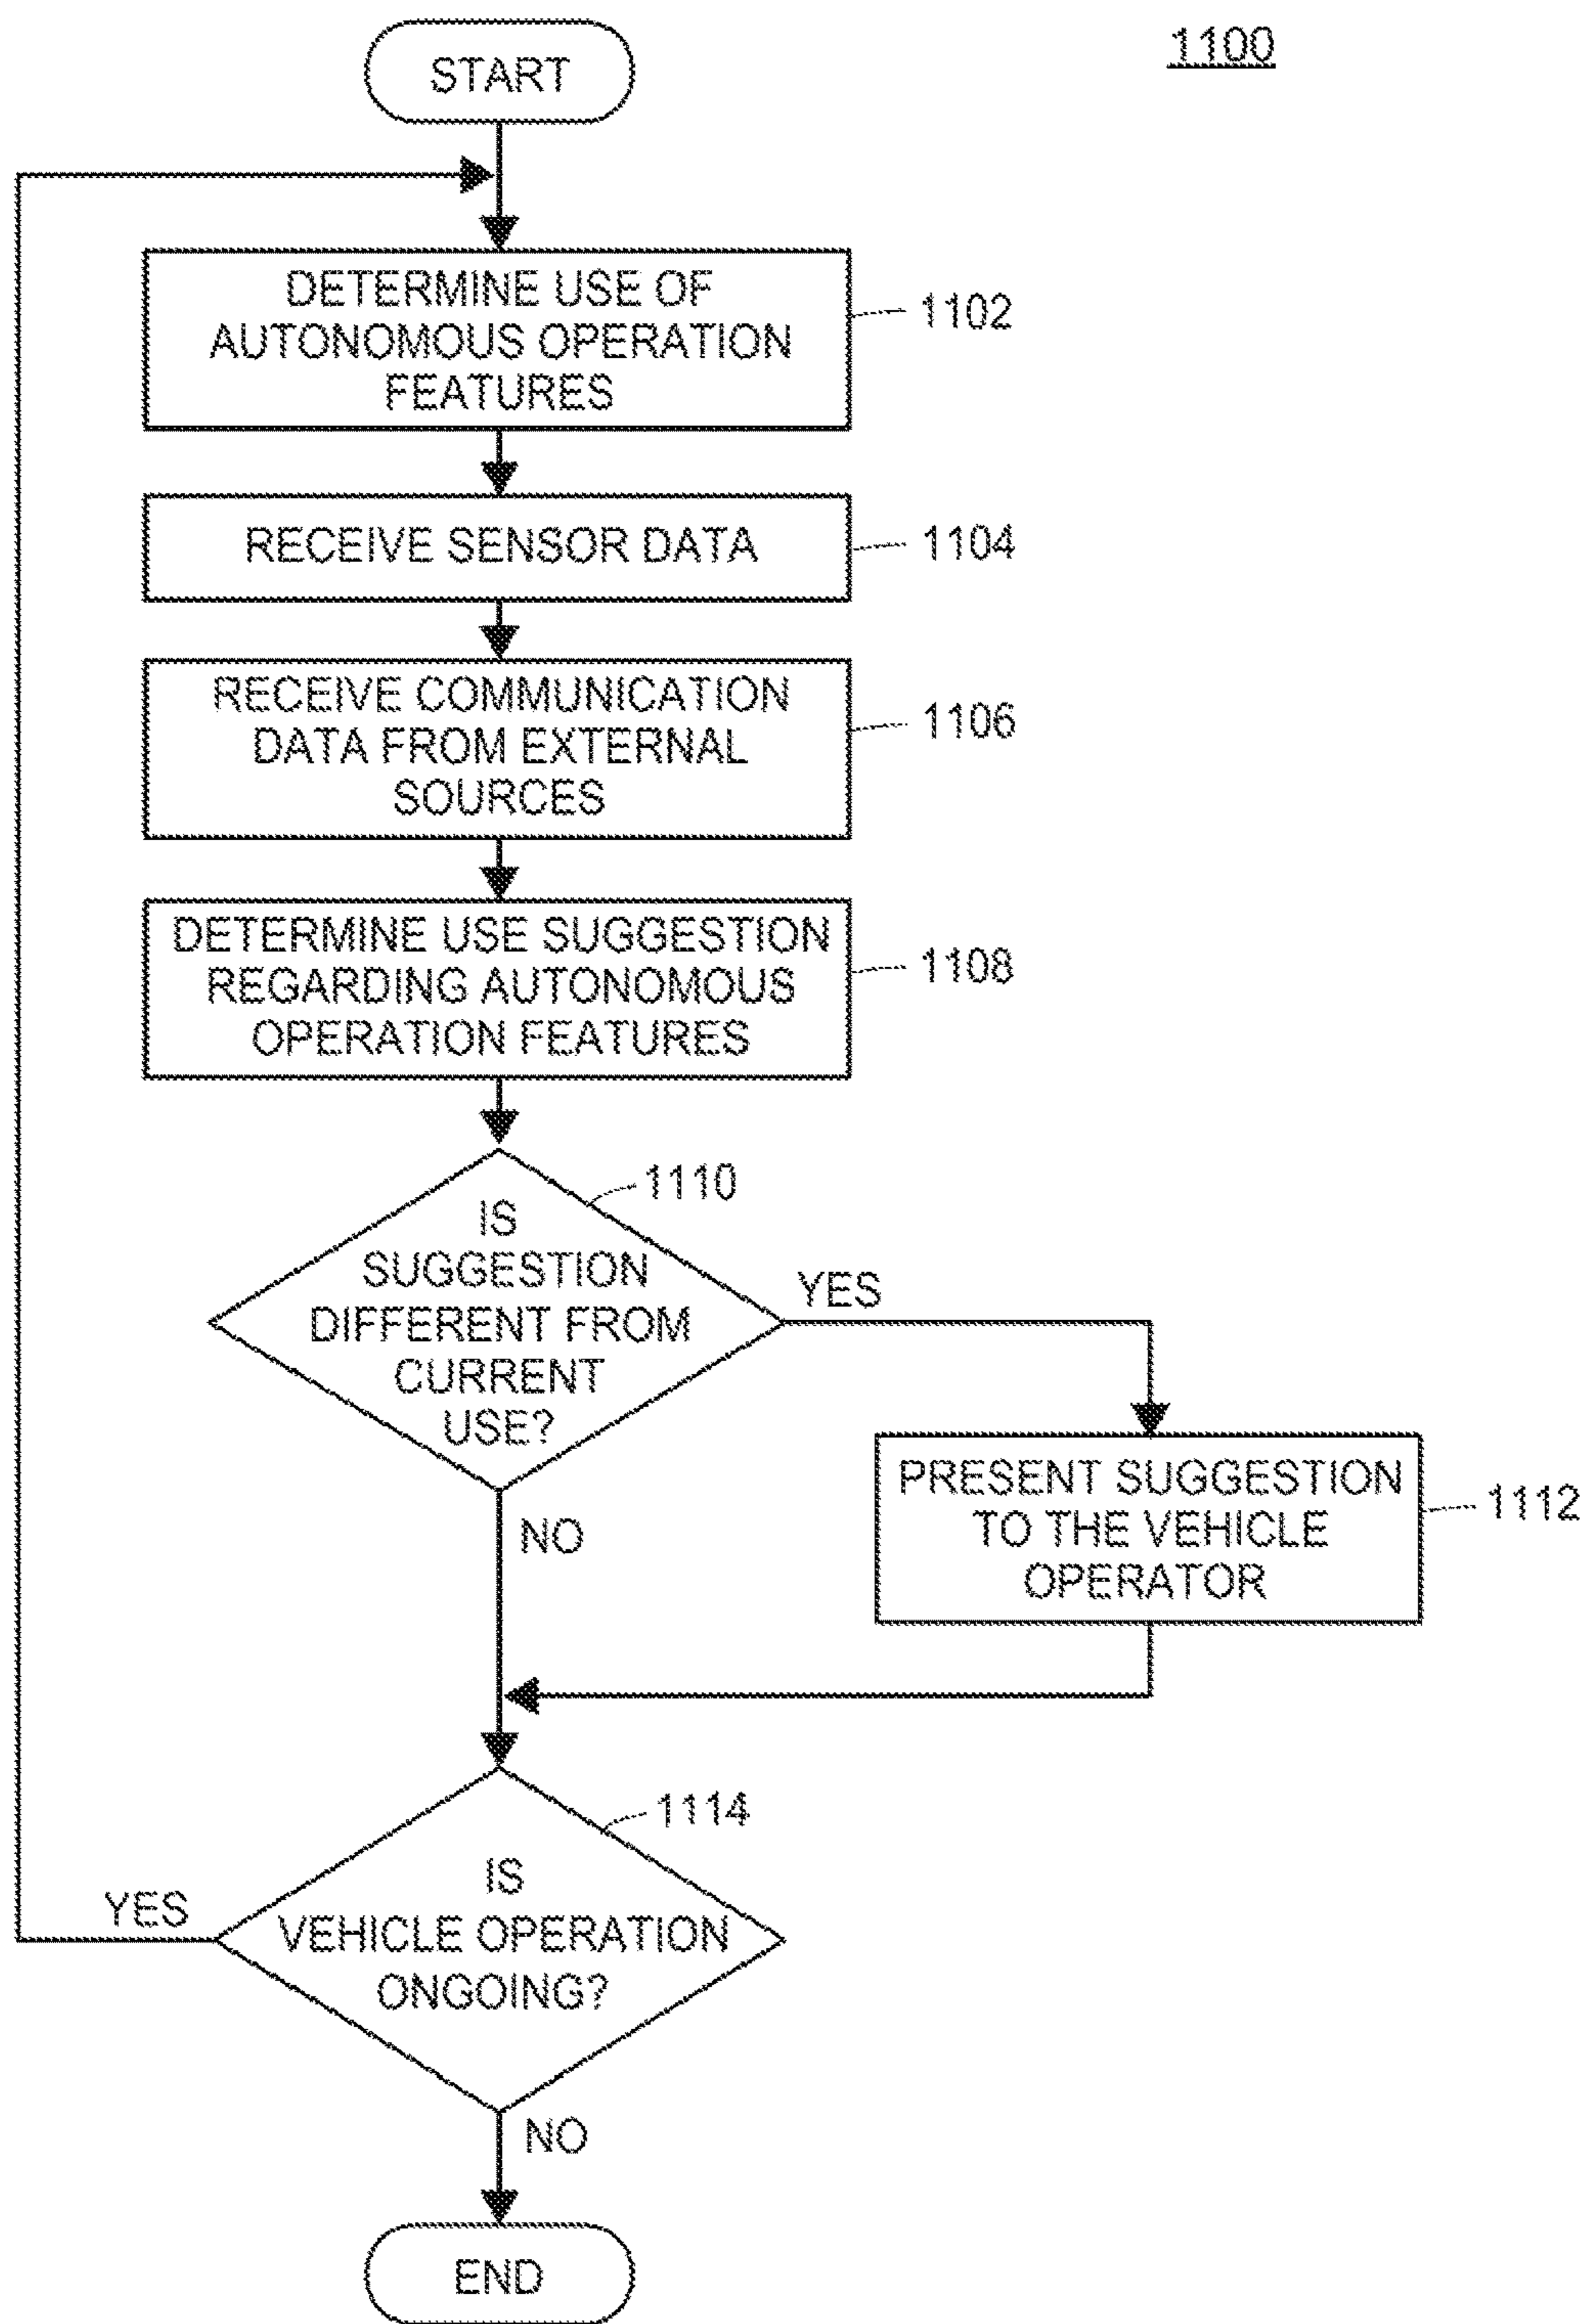 1100
START
DETERMINE USE OF
AUTONOMOUS OPERATION
FEATURES
1102
RECEIVE SENSOR DATA
1104
RECEIVE COMMUNICATION
DATA FROM EXTERNAL
SOURCES
1106
DETERMINE USE SUGGESTION
REGARDING AUTONOMOUS
OPERATION FEATURES
1108
1110
IS
SUGGESTION
DIFFERENT FROM
CURRENT
USE?
YES
NO
PRESENT SUGGESTION
TO THE VEHICLE
OPERATOR
1112
1114
IS
VEHICLE OPERATION
ONGOING?
YES
NO
END